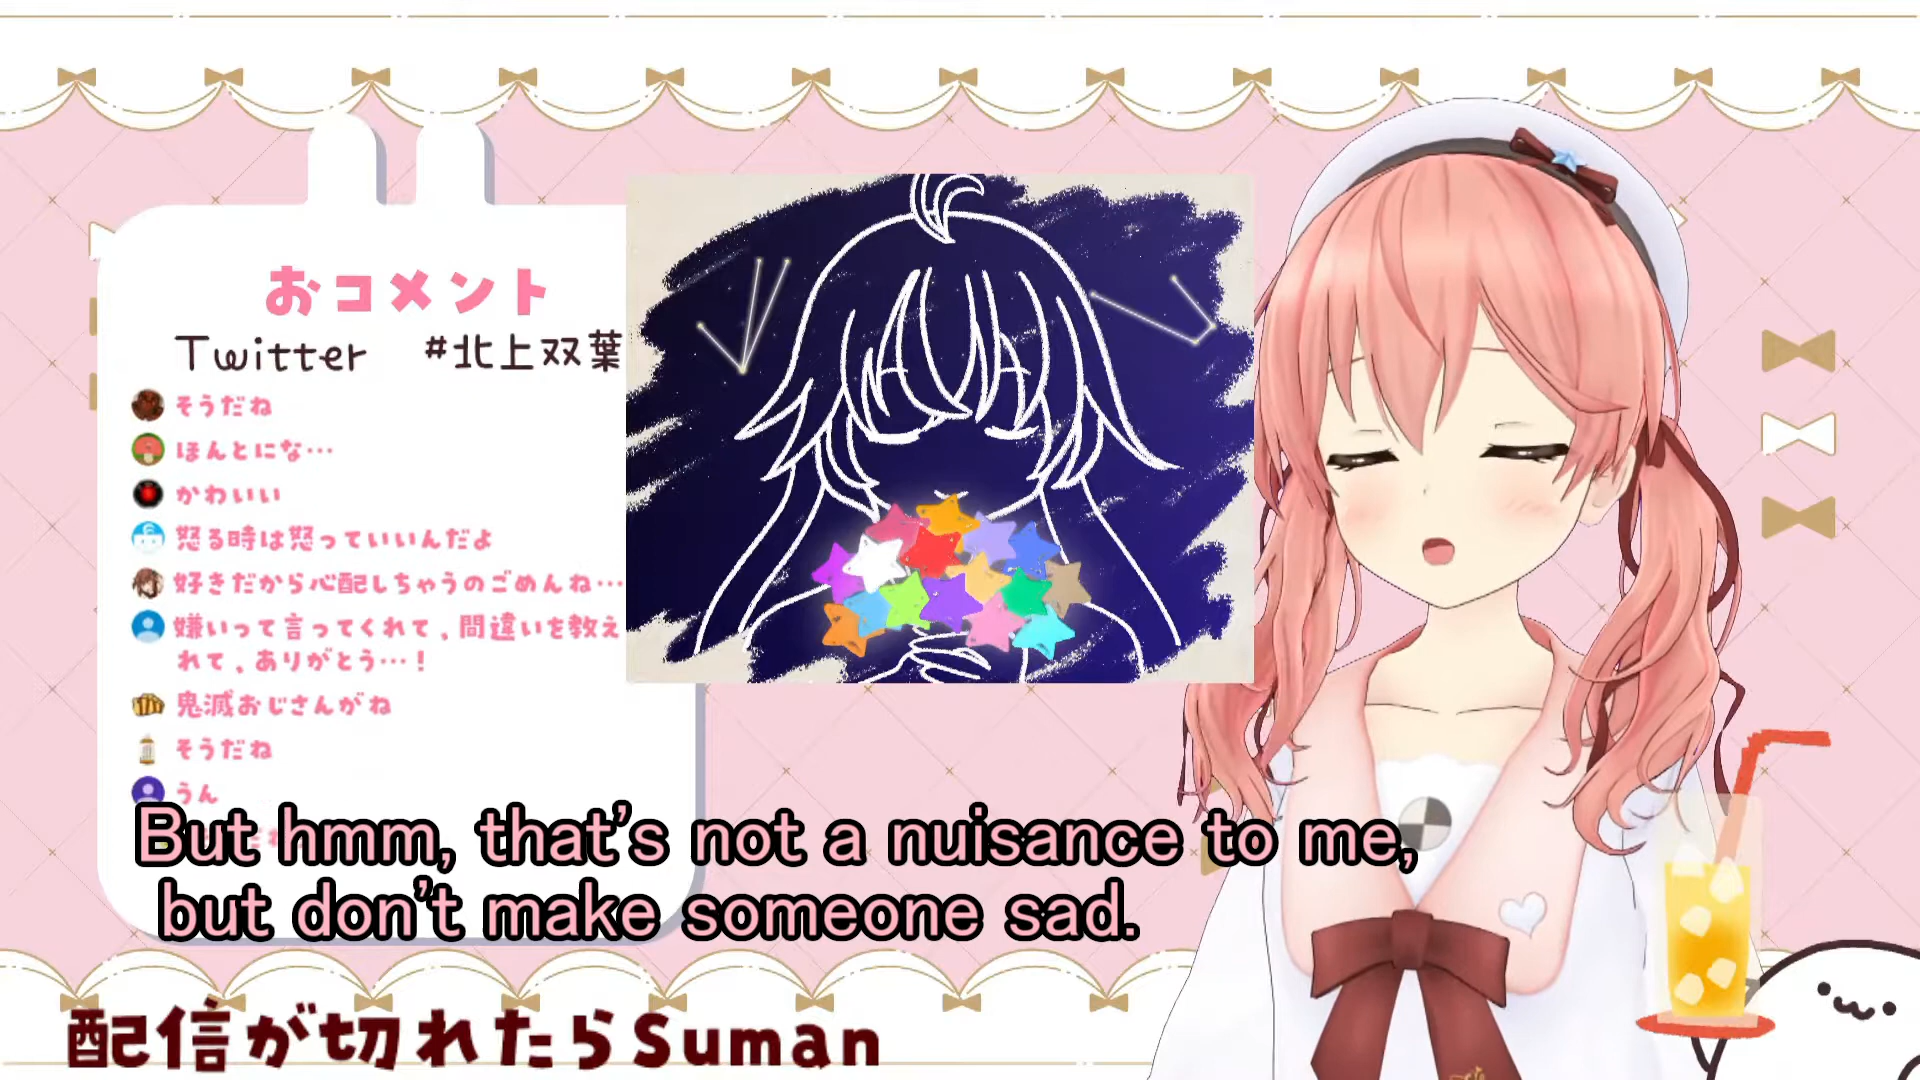 おコメント
Twitter #北上双葉
そうだね
ほんとにな…
かわいい
怒る時は怒っていいんだよ
好きだから心配しちゃうのごめんね…
嫌いって言ってくれて、間違いを教え
れて、ありがとう…！
鬼滅おじさんがね
そうだね
うん
But hmm, that's not a nuisance to me,
but don't make someone sad.
配信が切れたらSuman